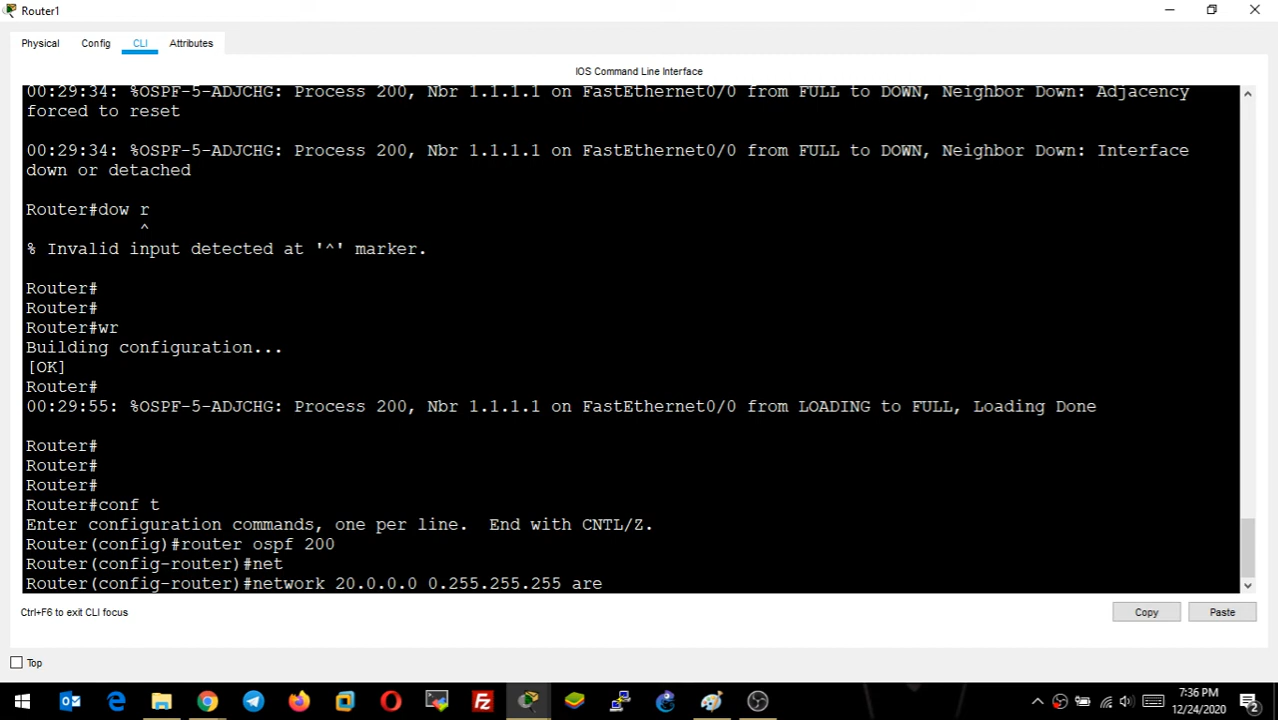 Router1
Physical Config CLI Attributes
IOS Command Line Interface
00:29:34: %OSPF-5-ADJCHG: Process 200, Nbr 1.1.1.1 on FastEthernet0/0 from FULL to DOWN, Neighbor Down: Adjacency
forced to reset
00:29:34: %OSPF-5-ADJCHG: Process 200, Nbr 1.1.1.1 on FastEthernet0/0 from FULL to DOWN, Neighbor Down: Interface
down or detached
Router#dow r
^
% Invalid input detected at '^' marker.
Router#
Router#
Router#wr
Building configuration...
[OK]
Router#
00:29:55: %OSPF-5-ADJCHG: Process 200, Nbr 1.1.1.1 on FastEthernet0/0 from LOADING to FULL, Loading Done
Router#
Router#
Router#
Router#conf t
Enter configuration commands, one per line.  End with CNTL/Z.
Router(config)#router ospf 200
Router(config-router)#net
Router(config-router)#network 20.0.0.0 0.255.255.255 are
Ctrl+F6 to exit CLI focus
Copy Paste
Top
7:36 PM
12/24/2020
2